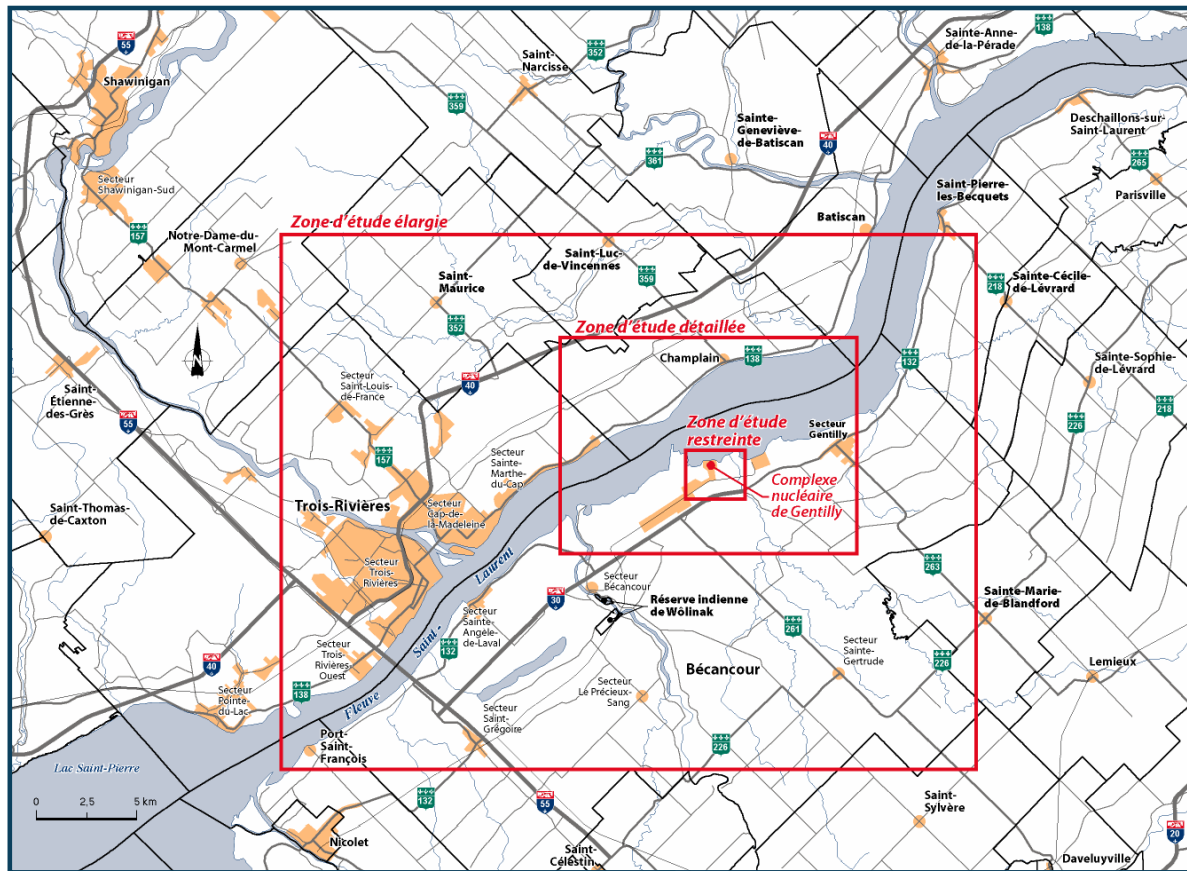 55
Shawinigan
Saint-
Narcisse
352
359
Sainte-Anne-
de-la-Pérade
138
Sainte-
Geneviève-
de-Batiscan
40
361
Deschaillons-sur-
Saint-Laurent
265
Parisville
Secteur
Shawinigan-Sud
157
Saint-Pierre-
les-Becquets
Batiscan
Notre-Dame-du-
Mont-Carmel
Zone d'étude élargie
Saint-Luc-
de-Vincennes
359
Saint-
Maurice
352
218
Sainte-Cécile-
de-Lévrard
Zone d'étude détaillée
Champlain
138
132
Sainte-Sophie-
de-Lévrard
218
226
Saint-
Étienne-
des-Grès
55
Secteur
Saint-Louis-
de-France
40
157
Zone d'étude
restreinte
Secteur
Gentilly
Secteur
Sainte-
Marthe-
du-Cap
Complexe
nucléaire
de Gentilly
Saint-Thomas-
de-Caxton
Trois-Rivières
Secteur
Cap-de-
la-Madeleine
Secteur
Trois-
Rivières
263
Sainte-Marie-
de-Blandford
Secteur
Bécancour
30
Réserve indienne
de Wôlinak
Secteur
Sainte-
Angèle-
de-Laval
132
261
Secteur
Sainte-
Gertrude
226
Lemieux
Bécancour
Secteur
Trois-
Rivières-
Ouest
40
138
Secteur
Pointe-
du-Lac
Fleuve Saint-Laurent
Secteur
Le Précieux-
Sang
Secteur
Saint-
Grégoire
226
Port-
Saint-
François
Lac Saint-Pierre
0 2,5 5 km
132
55
Nicolet
Saint-
Célestin
Saint-
Sylvère
20
Daveluyville